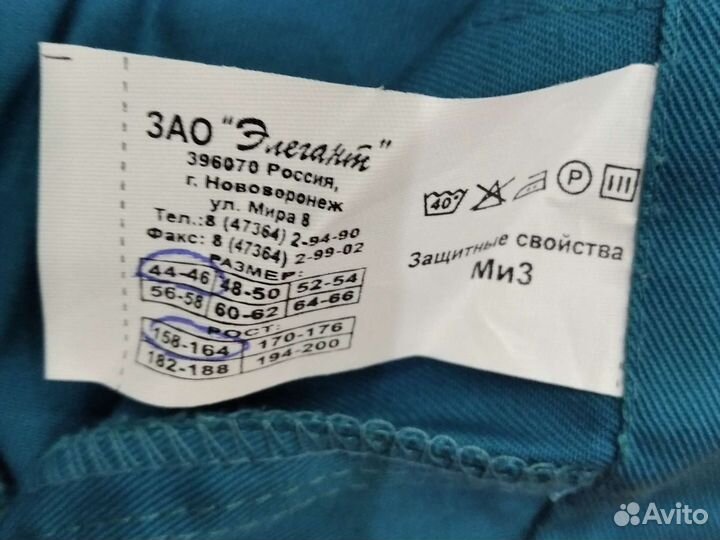 ЗАО "Элегант"
396070 Россия,
г. Нововоронеж
ул. Мира 8
Тел.:8 (47364) 2-94-90
Факс: 8 (47364) 2-99-02
РАЗМЕР:
44-46 48-50 52-54
56-58 60-62 64-66
РОСТ:
158-164 170-176
182-188 194-200
40° P
Защитные свойства
МиЗ
Avito